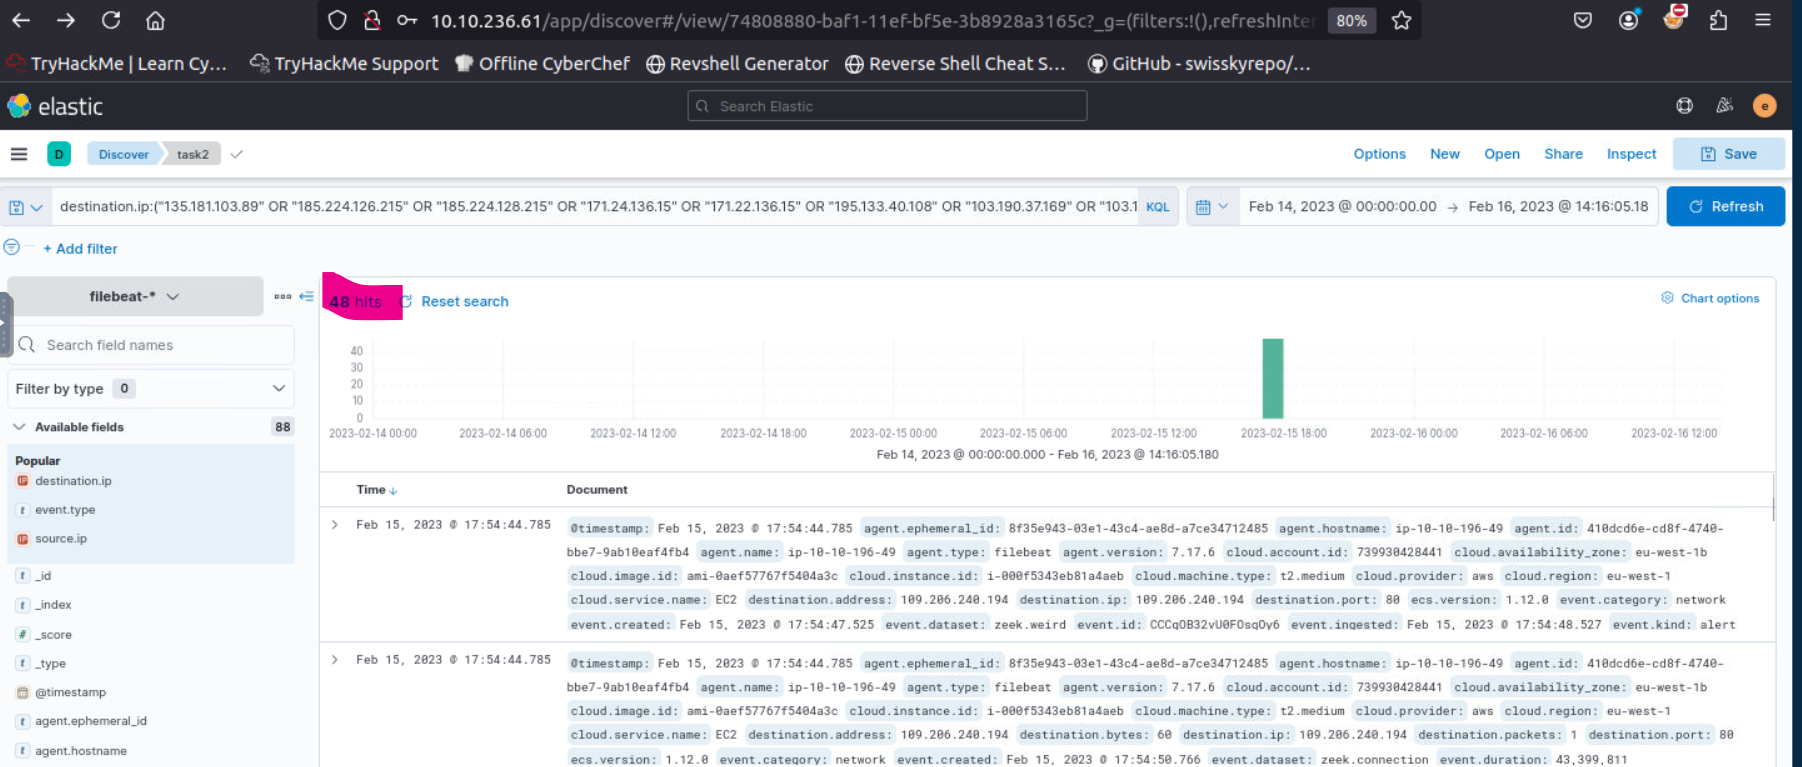 10.10.236.61/app/discover#/view/74808880-baf1-11ef-bf5e-3b8928a3165c?_g=(filters:!(),refreshInter 80%
TryHackMe | Learn Cy... TryHackMe Support Offline CyberChef Revshell Generator Reverse Shell Cheat S... GitHub - swisskyrepo/...
elastic Search Elastic e
D Discover task2 Options New Open Share Inspect Save
destination.ip:("135.181.103.89" OR "185.224.126.215" OR "185.224.128.215" OR "171.24.136.15" OR "171.22.136.15" OR "195.133.40.108" OR "103.190.37.169" OR "103.1 KQL Feb 14, 2023 @ 00:00:00.00 → Feb 16, 2023 @ 14:16:05.18 Refresh
+ Add filter
filebeat-* 48 hits Reset search Chart options
Search field names
Filter by type 0
Available fields 88
Popular
destination.ip
event.type
source.ip
_id
_index
_score
_type
@timestamp
agent.ephemeral_id
agent.hostname
40
30
20
10
0
2023-02-14 00:00 2023-02-14 06:00 2023-02-14 12:00 2023-02-14 18:00 2023-02-15 00:00 2023-02-15 06:00 2023-02-15 12:00 2023-02-15 18:00 2023-02-16 00:00 2023-02-16 06:00 2023-02-16 12:00
Feb 14, 2023 @ 00:00:00.000 - Feb 16, 2023 @ 14:16:05.180
Time Document
Feb 15, 2023 @ 17:54:44.785 @timestamp: Feb 15, 2023 @ 17:54:44.785 agent.ephemeral_id: 8f35e943-03e1-43c4-ae8d-a7ce34712485 agent.hostname: ip-10-10-196-49 agent.id: 410dcd6e-cd8f-4740-
bbe7-9ab10eaf4fb4 agent.name: ip-10-10-196-49 agent.type: filebeat agent.version: 7.17.6 cloud.account.id: 739930428441 cloud.availability_zone: eu-west-1b
cloud.image.id: ami-0aef57767f5404a3c cloud.instance.id: i-000f5343eb81a4aeb cloud.machine.type: t2.medium cloud.provider: aws cloud.region: eu-west-1
cloud.service.name: EC2 destination.address: 109.206.240.194 destination.ip: 109.206.240.194 destination.port: 80 ecs.version: 1.12.0 event.category: network
event.created: Feb 15, 2023 @ 17:54:47.525 event.dataset: zeek.weird event.id: CCCqOB32vU0FOsqOy6 event.ingested: Feb 15, 2023 @ 17:54:48.527 event.kind: alert
Feb 15, 2023 @ 17:54:44.785 @timestamp: Feb 15, 2023 @ 17:54:44.785 agent.ephemeral_id: 8f35e943-03e1-43c4-ae8d-a7ce34712485 agent.hostname: ip-10-10-196-49 agent.id: 410dcd6e-cd8f-4740-
bbe7-9ab10eaf4fb4 agent.name: ip-10-10-196-49 agent.type: filebeat agent.version: 7.17.6 cloud.account.id: 739930428441 cloud.availability_zone: eu-west-1b
cloud.image.id: ami-0aef57767f5404a3c cloud.instance.id: i-000f5343eb81a4aeb cloud.machine.type: t2.medium cloud.provider: aws cloud.region: eu-west-1
cloud.service.name: EC2 destination.address: 109.206.240.194 destination.bytes: 60 destination.ip: 109.206.240.194 destination.packets: 1 destination.port: 80
ecs.version: 1.12.0 event.category: network event.created: Feb 15, 2023 @ 17:54:50.766 event.dataset: zeek.connection event.duration: 43,399,811